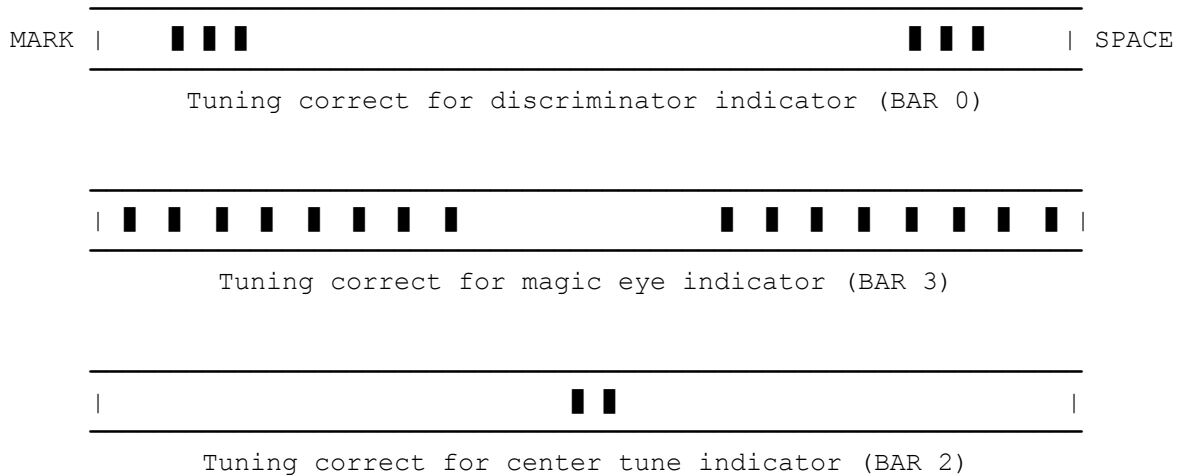 MARK | ▮ ▮ ▮ ▮ ▮ ▮ | SPACE
Tuning correct for discriminator indicator (BAR 0)
| ▮ ▮ ▮ ▮ ▮ ▮ ▮ ▮ ▮ ▮ ▮ ▮ ▮ ▮ ▮ ▮ |
Tuning correct for magic eye indicator (BAR 3)
| ▮ ▮ |
Tuning correct for center tune indicator (BAR 2)